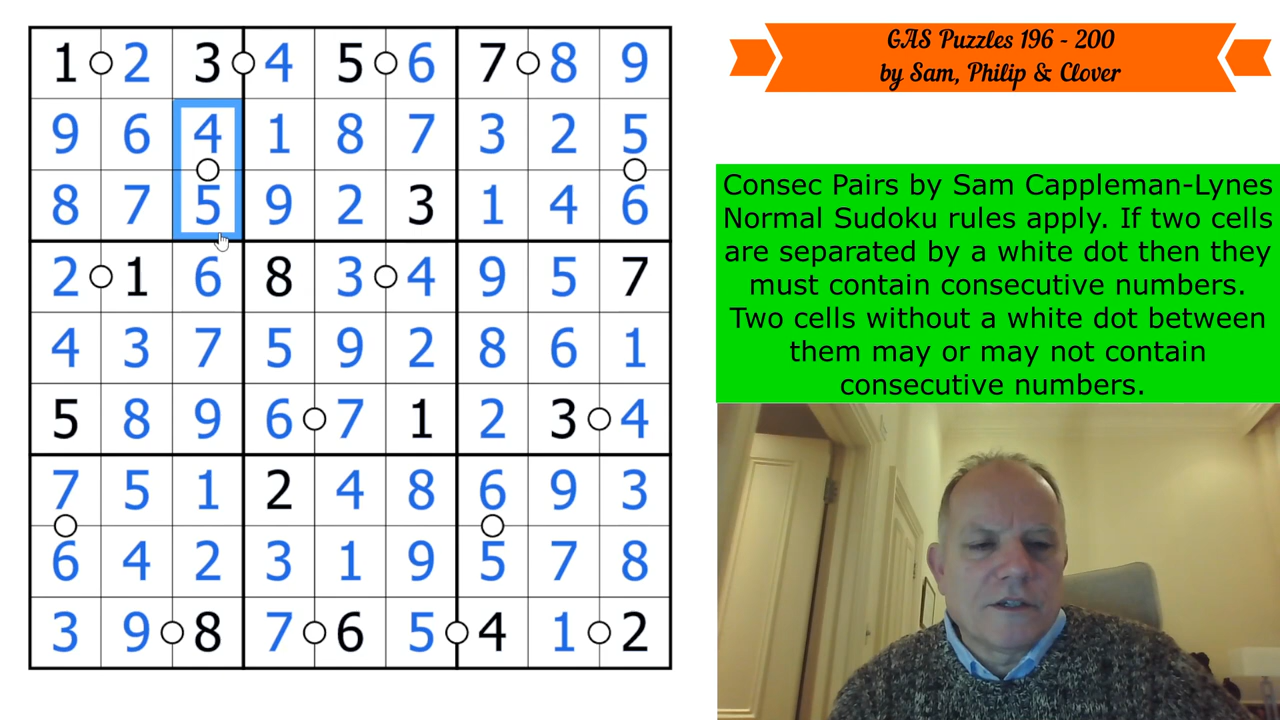 1 2 3 4 5 6 7 8 9
9 6 4 1 8 7 3 2 5
8 7 5 9 2 3 1 4 6
2 1 6 8 3 4 9 5 7
4 3 7 5 9 2 8 6 1
5 8 9 6 7 1 2 3 4
7 5 1 2 4 8 6 9 3
6 4 2 3 1 9 5 7 8
3 9 8 7 6 5 4 1 2
GAS Puzzles 196 - 200
by Sam, Philip & Clover
Consec Pairs by Sam Cappleman-Lynes
Normal Sudoku rules apply. If two cells
are separated by a white dot then they
must contain consecutive numbers.
Two cells without a white dot between
them may or may not contain
consecutive numbers.